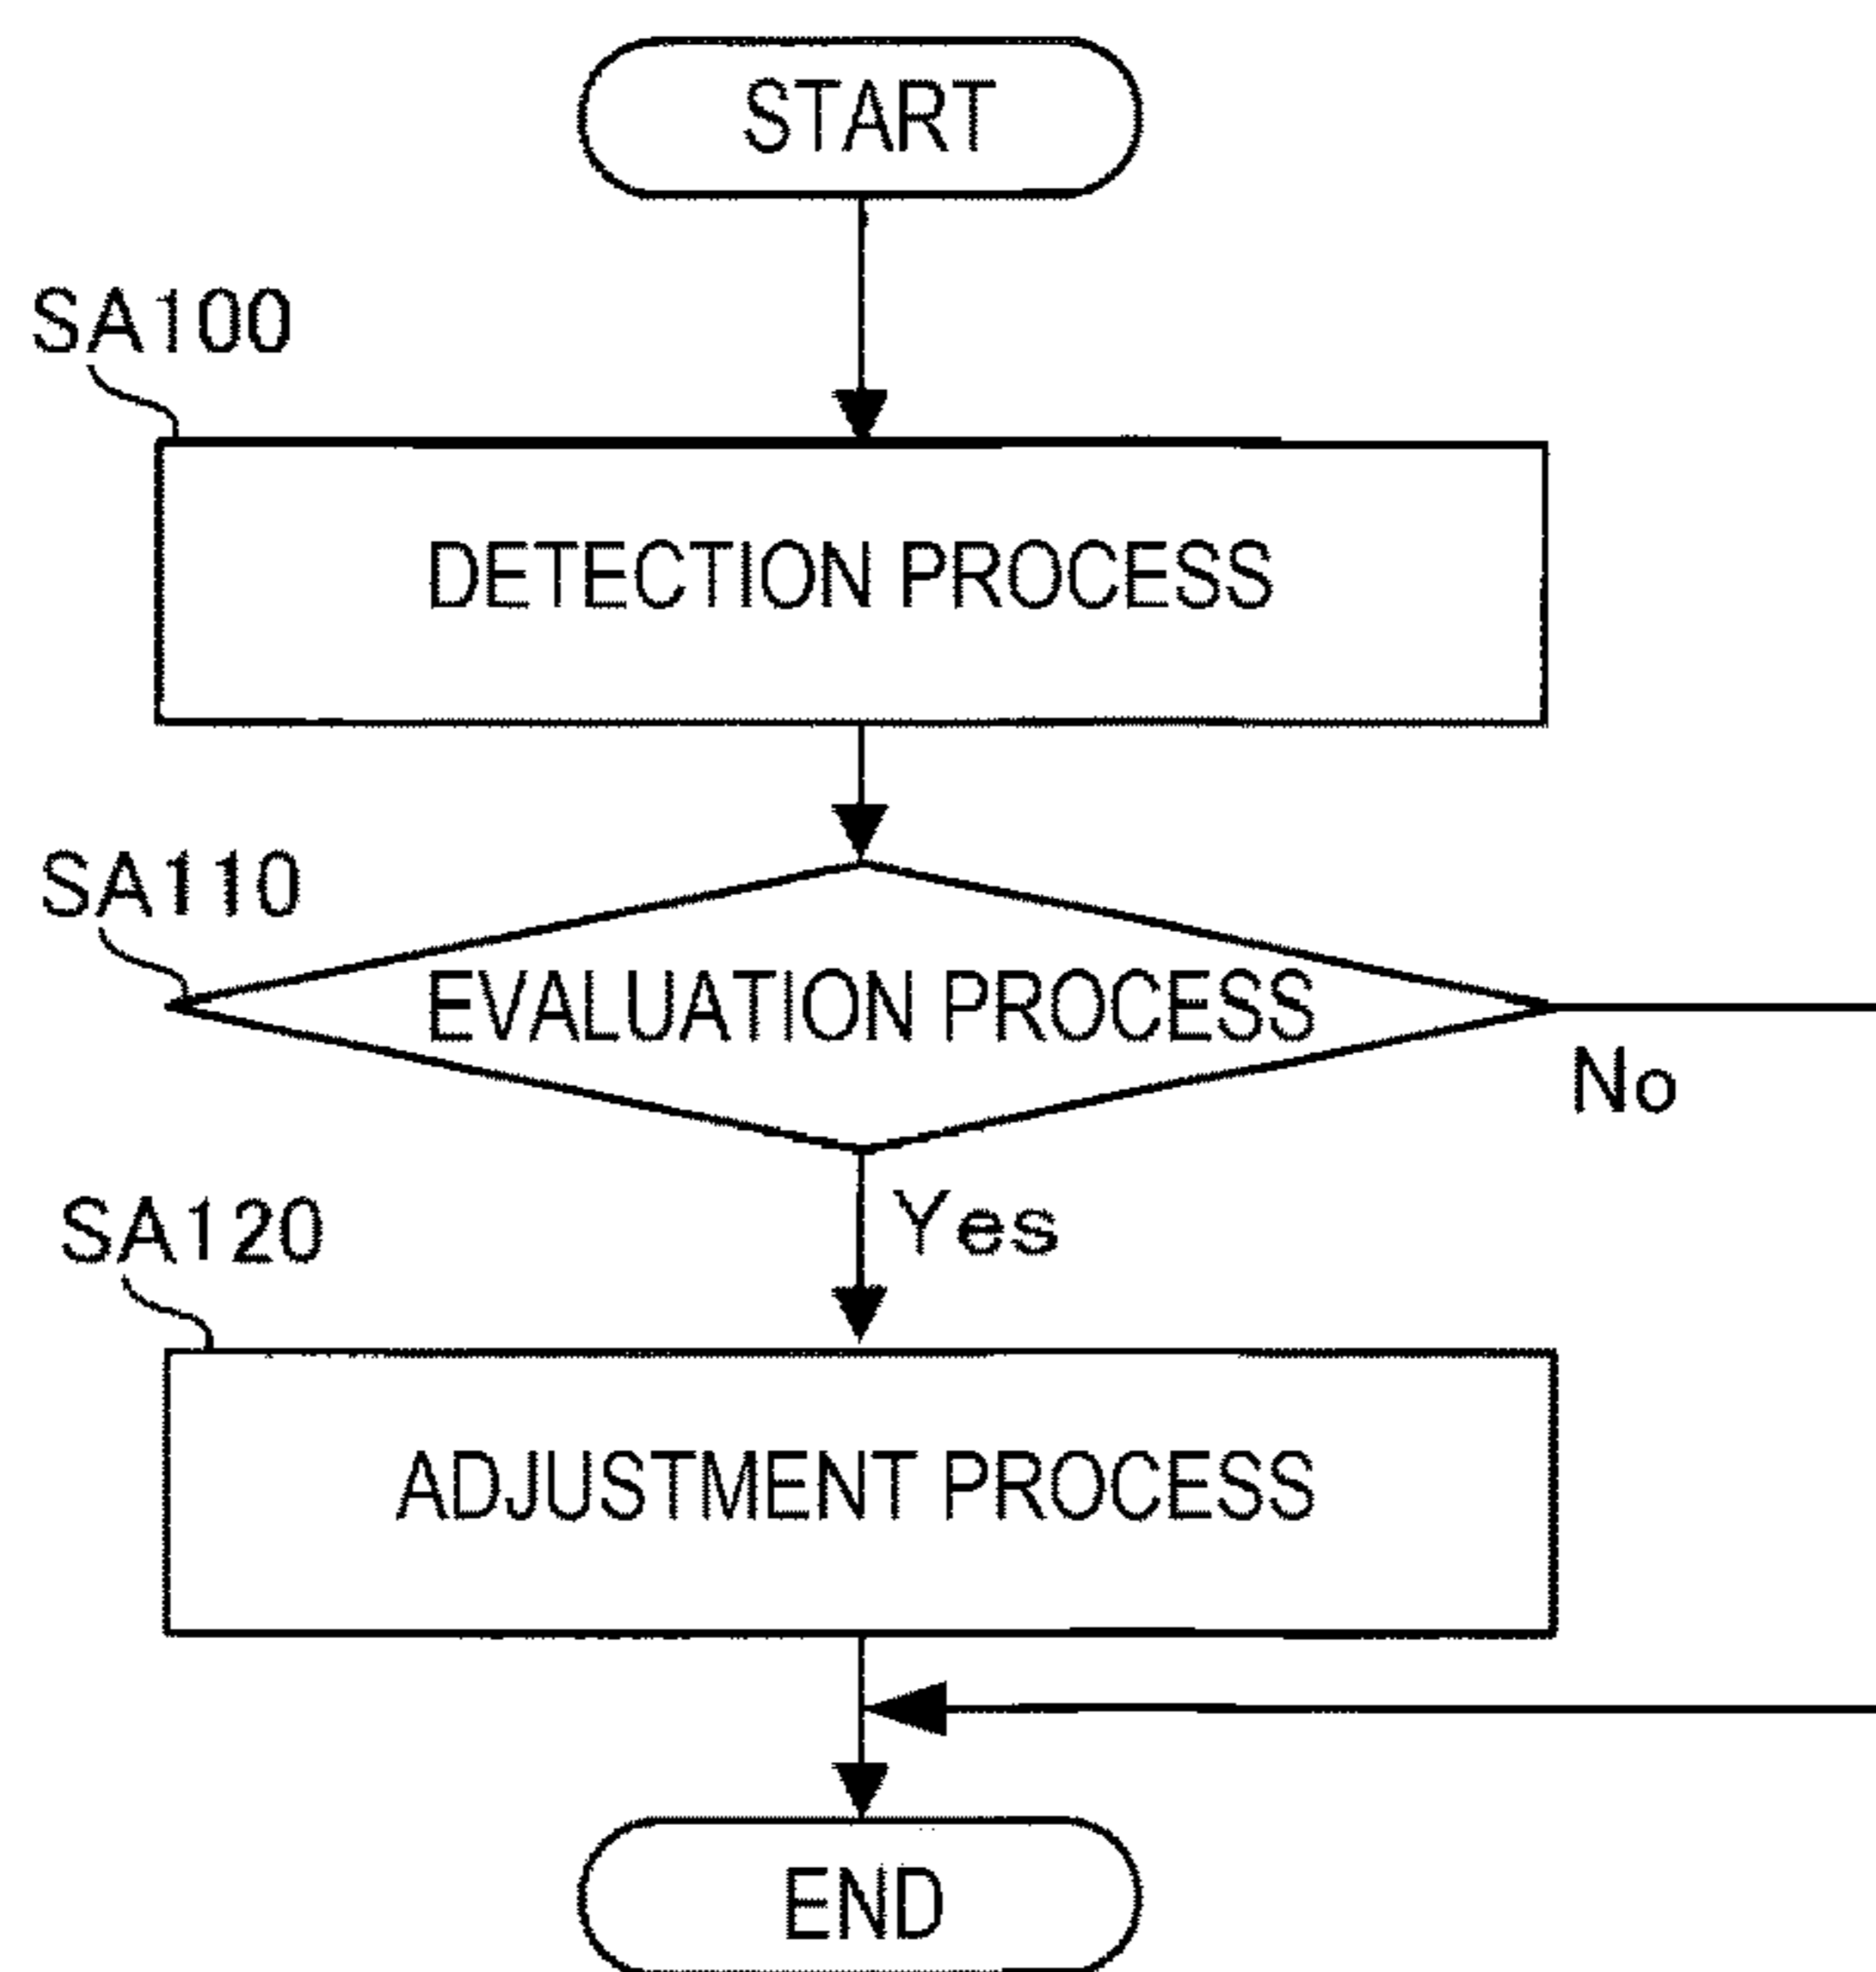 START
SA100
DETECTION PROCESS
SA110
EVALUATION PROCESS
No
Yes
SA120
ADJUSTMENT PROCESS
END